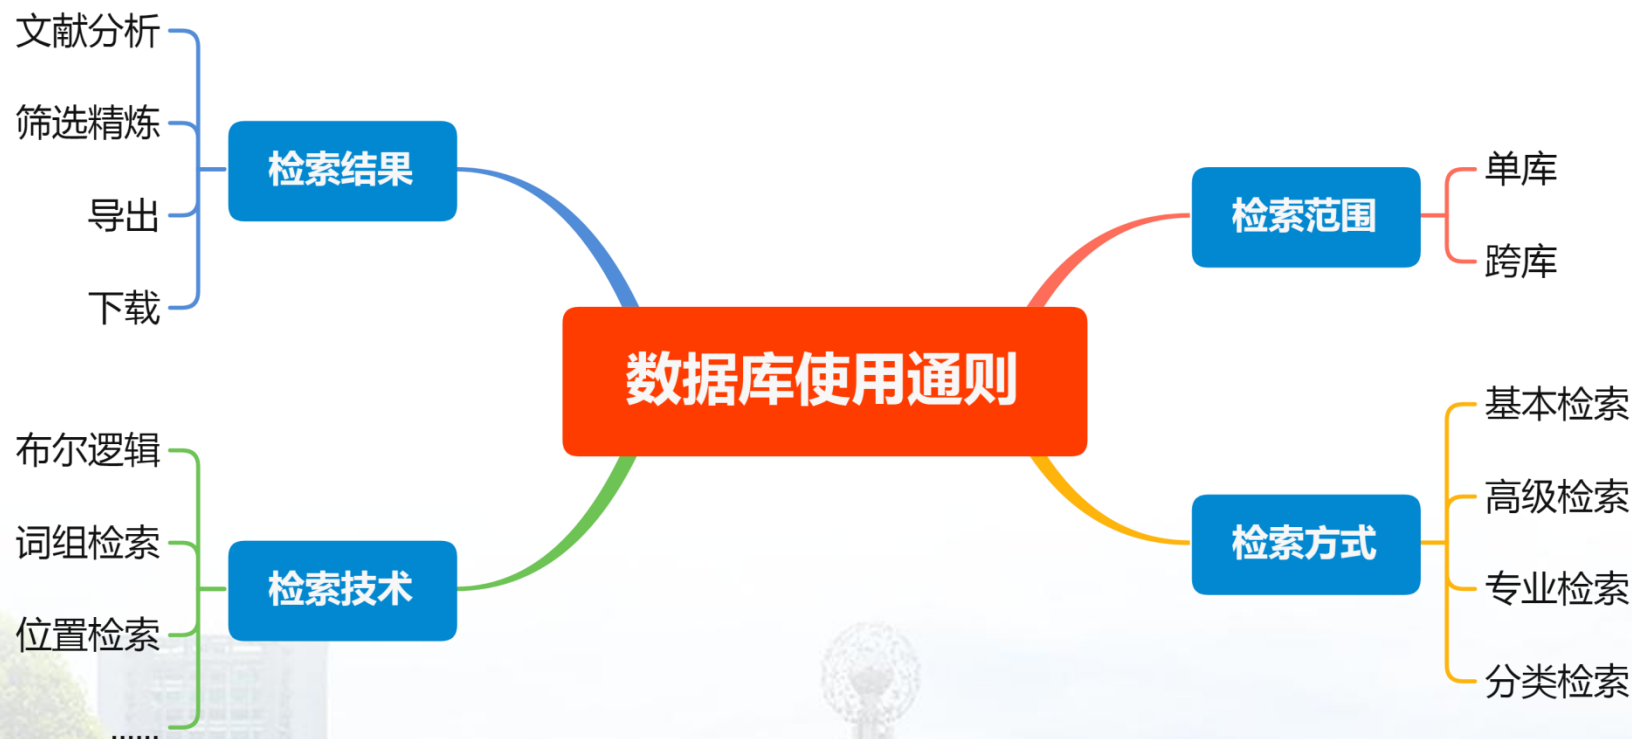 数据库使用通则
检索结果
文献分析
筛选精炼
导出
下载
检索技术
布尔逻辑
词组检索
位置检索
......
检索范围
单库
跨库
检索方式
基本检索
高级检索
专业检索
分类检索